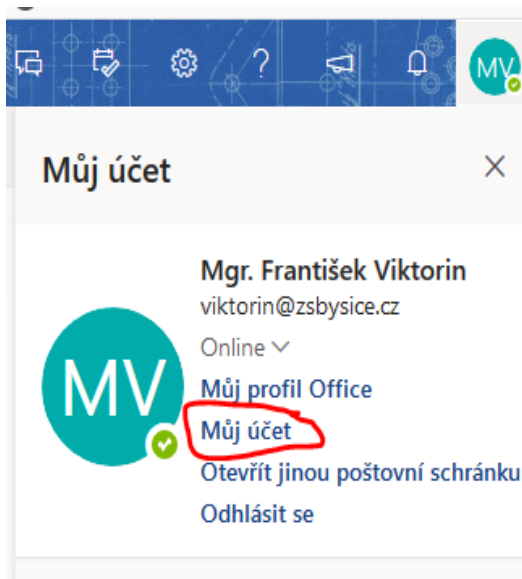 MV
Můj účet
Mgr. František Viktorin
viktorin@zsbysice.cz
Online
MV
Můj profil Office
Můj účet
Otevřít jinou poštovní schránku
Odhlásit se